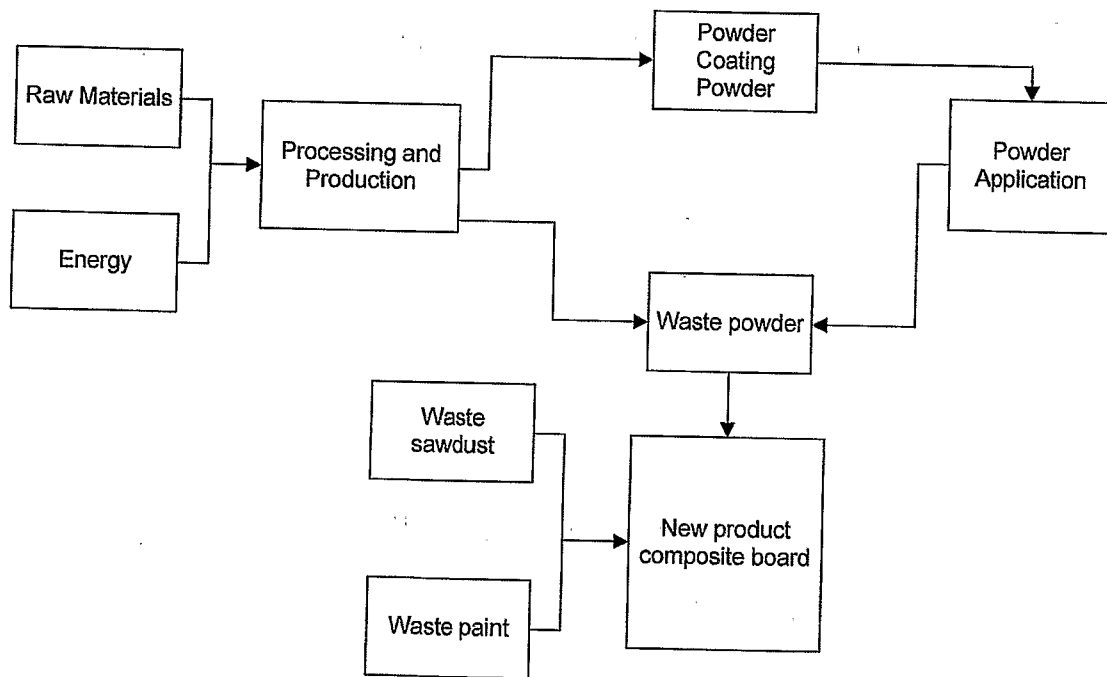 Powder
Coating
Powder
Raw Materials
Processing and
Production
Powder
Application
Energy
Waste powder
Waste
sawdust
New product
composite board
Waste paint